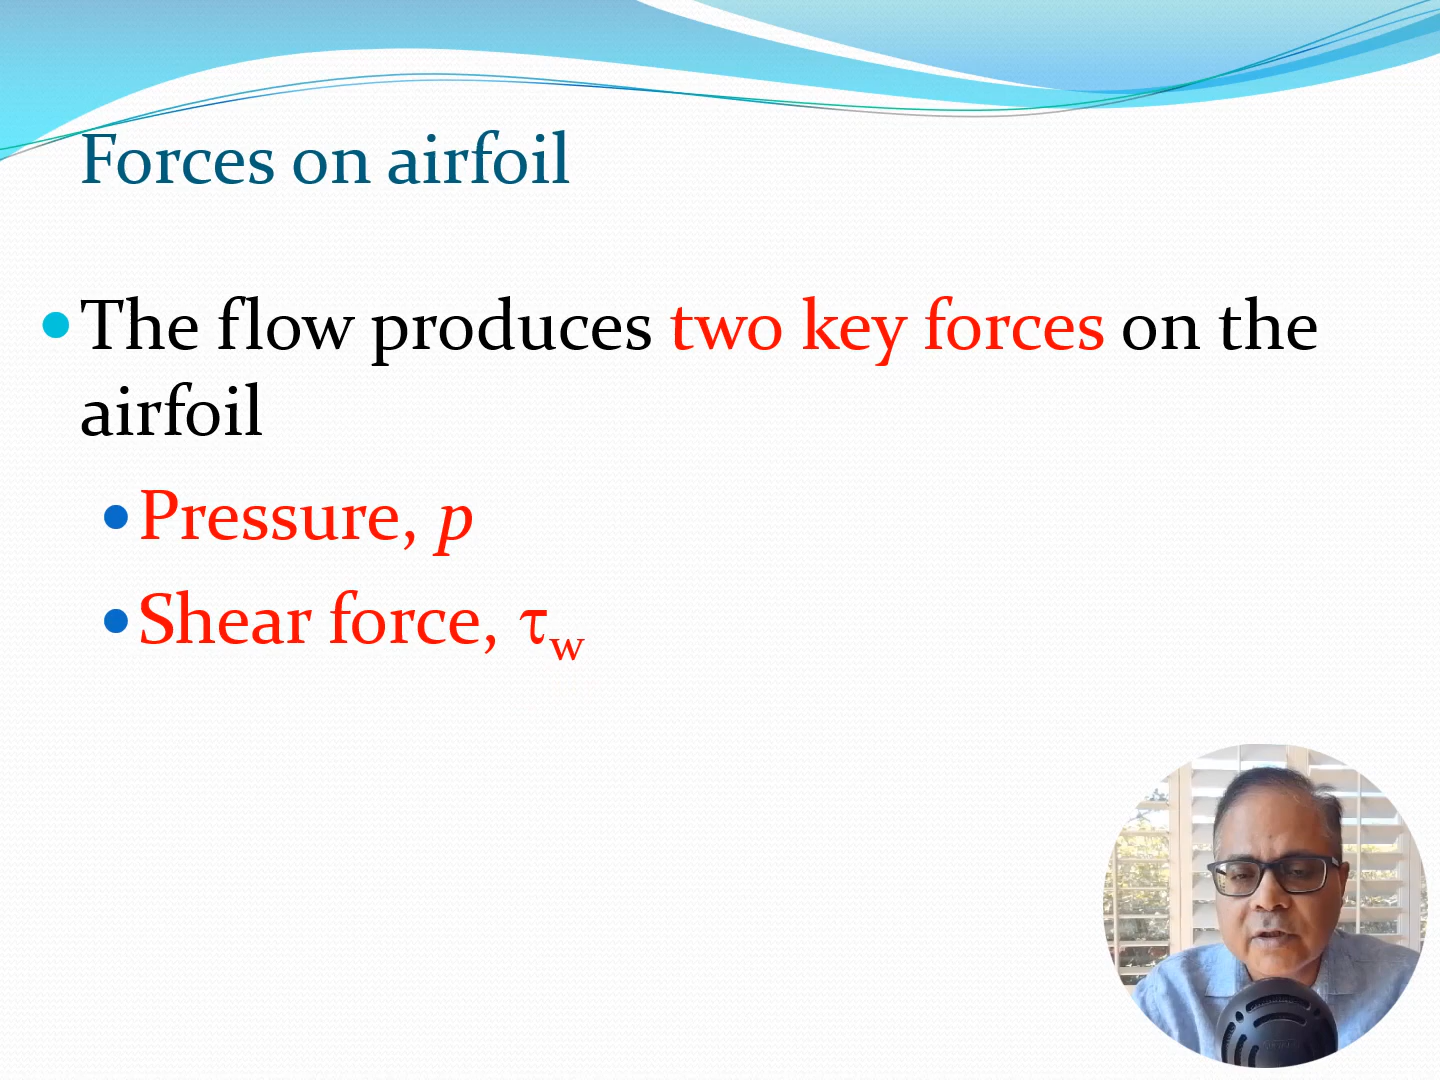 Forces on airfoil
The flow produces two key forces on the
airfoil
Pressure, p
Shear force, τw